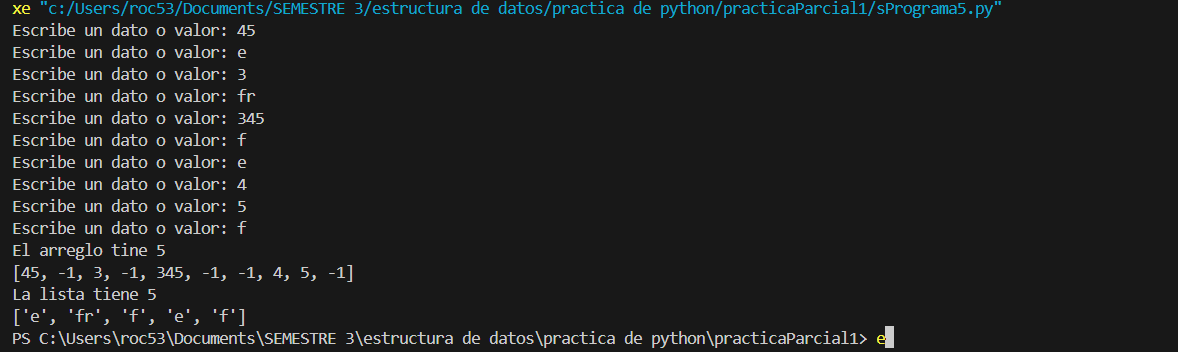 xe "c:/Users/roc53/Documents/SEMESTRE 3/estructura de datos/practica de python/practicaParcial1/sPrograma5.py"
Escribe un dato o valor: 45
Escribe un dato o valor: e
Escribe un dato o valor: 3
Escribe un dato o valor: fr
Escribe un dato o valor: 345
Escribe un dato o valor: f
Escribe un dato o valor: e
Escribe un dato o valor: 4
Escribe un dato o valor: 5
Escribe un dato o valor: f
El arreglo tine 5
[45, -1, 3, -1, 345, -1, -1, 4, 5, -1]
La lista tiene 5
['e', 'fr', 'f', 'e', 'f']
PS C:\Users\roc53\Documents\SEMESTRE 3\estructura de datos\practica de python\practicaParcial1> e